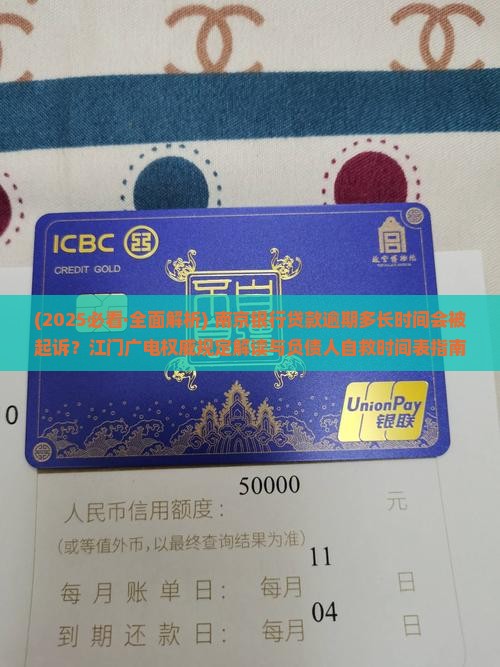 ICBC
CREDIT GOLD
故宫博物院
(2025必看·全面解析) 南京银行贷款逾期多长时间会被
起诉？江门广电权威规定解读与负债人自救时间表指南
UnionPay
银联
0
50000
人民币信用额度： 元
(或等值外币,以最终查询结果为准)
11
每月账单日： 每月 日
04
到期还款日： 每月 日